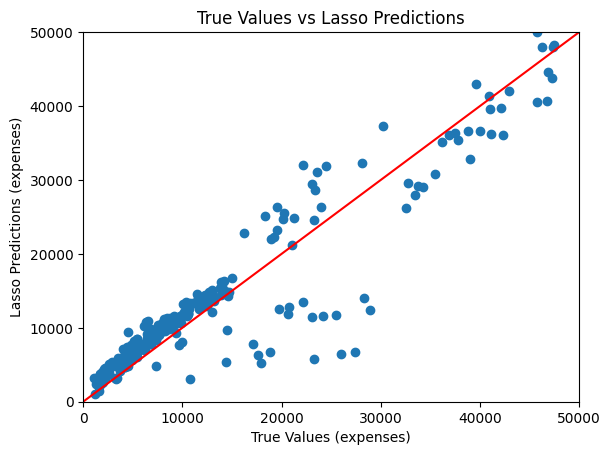 True Values vs Lasso Predictions
Lasso Predictions (expenses)
50000
40000
30000
20000
10000
0
0 10000 20000 30000 40000 50000
True Values (expenses)